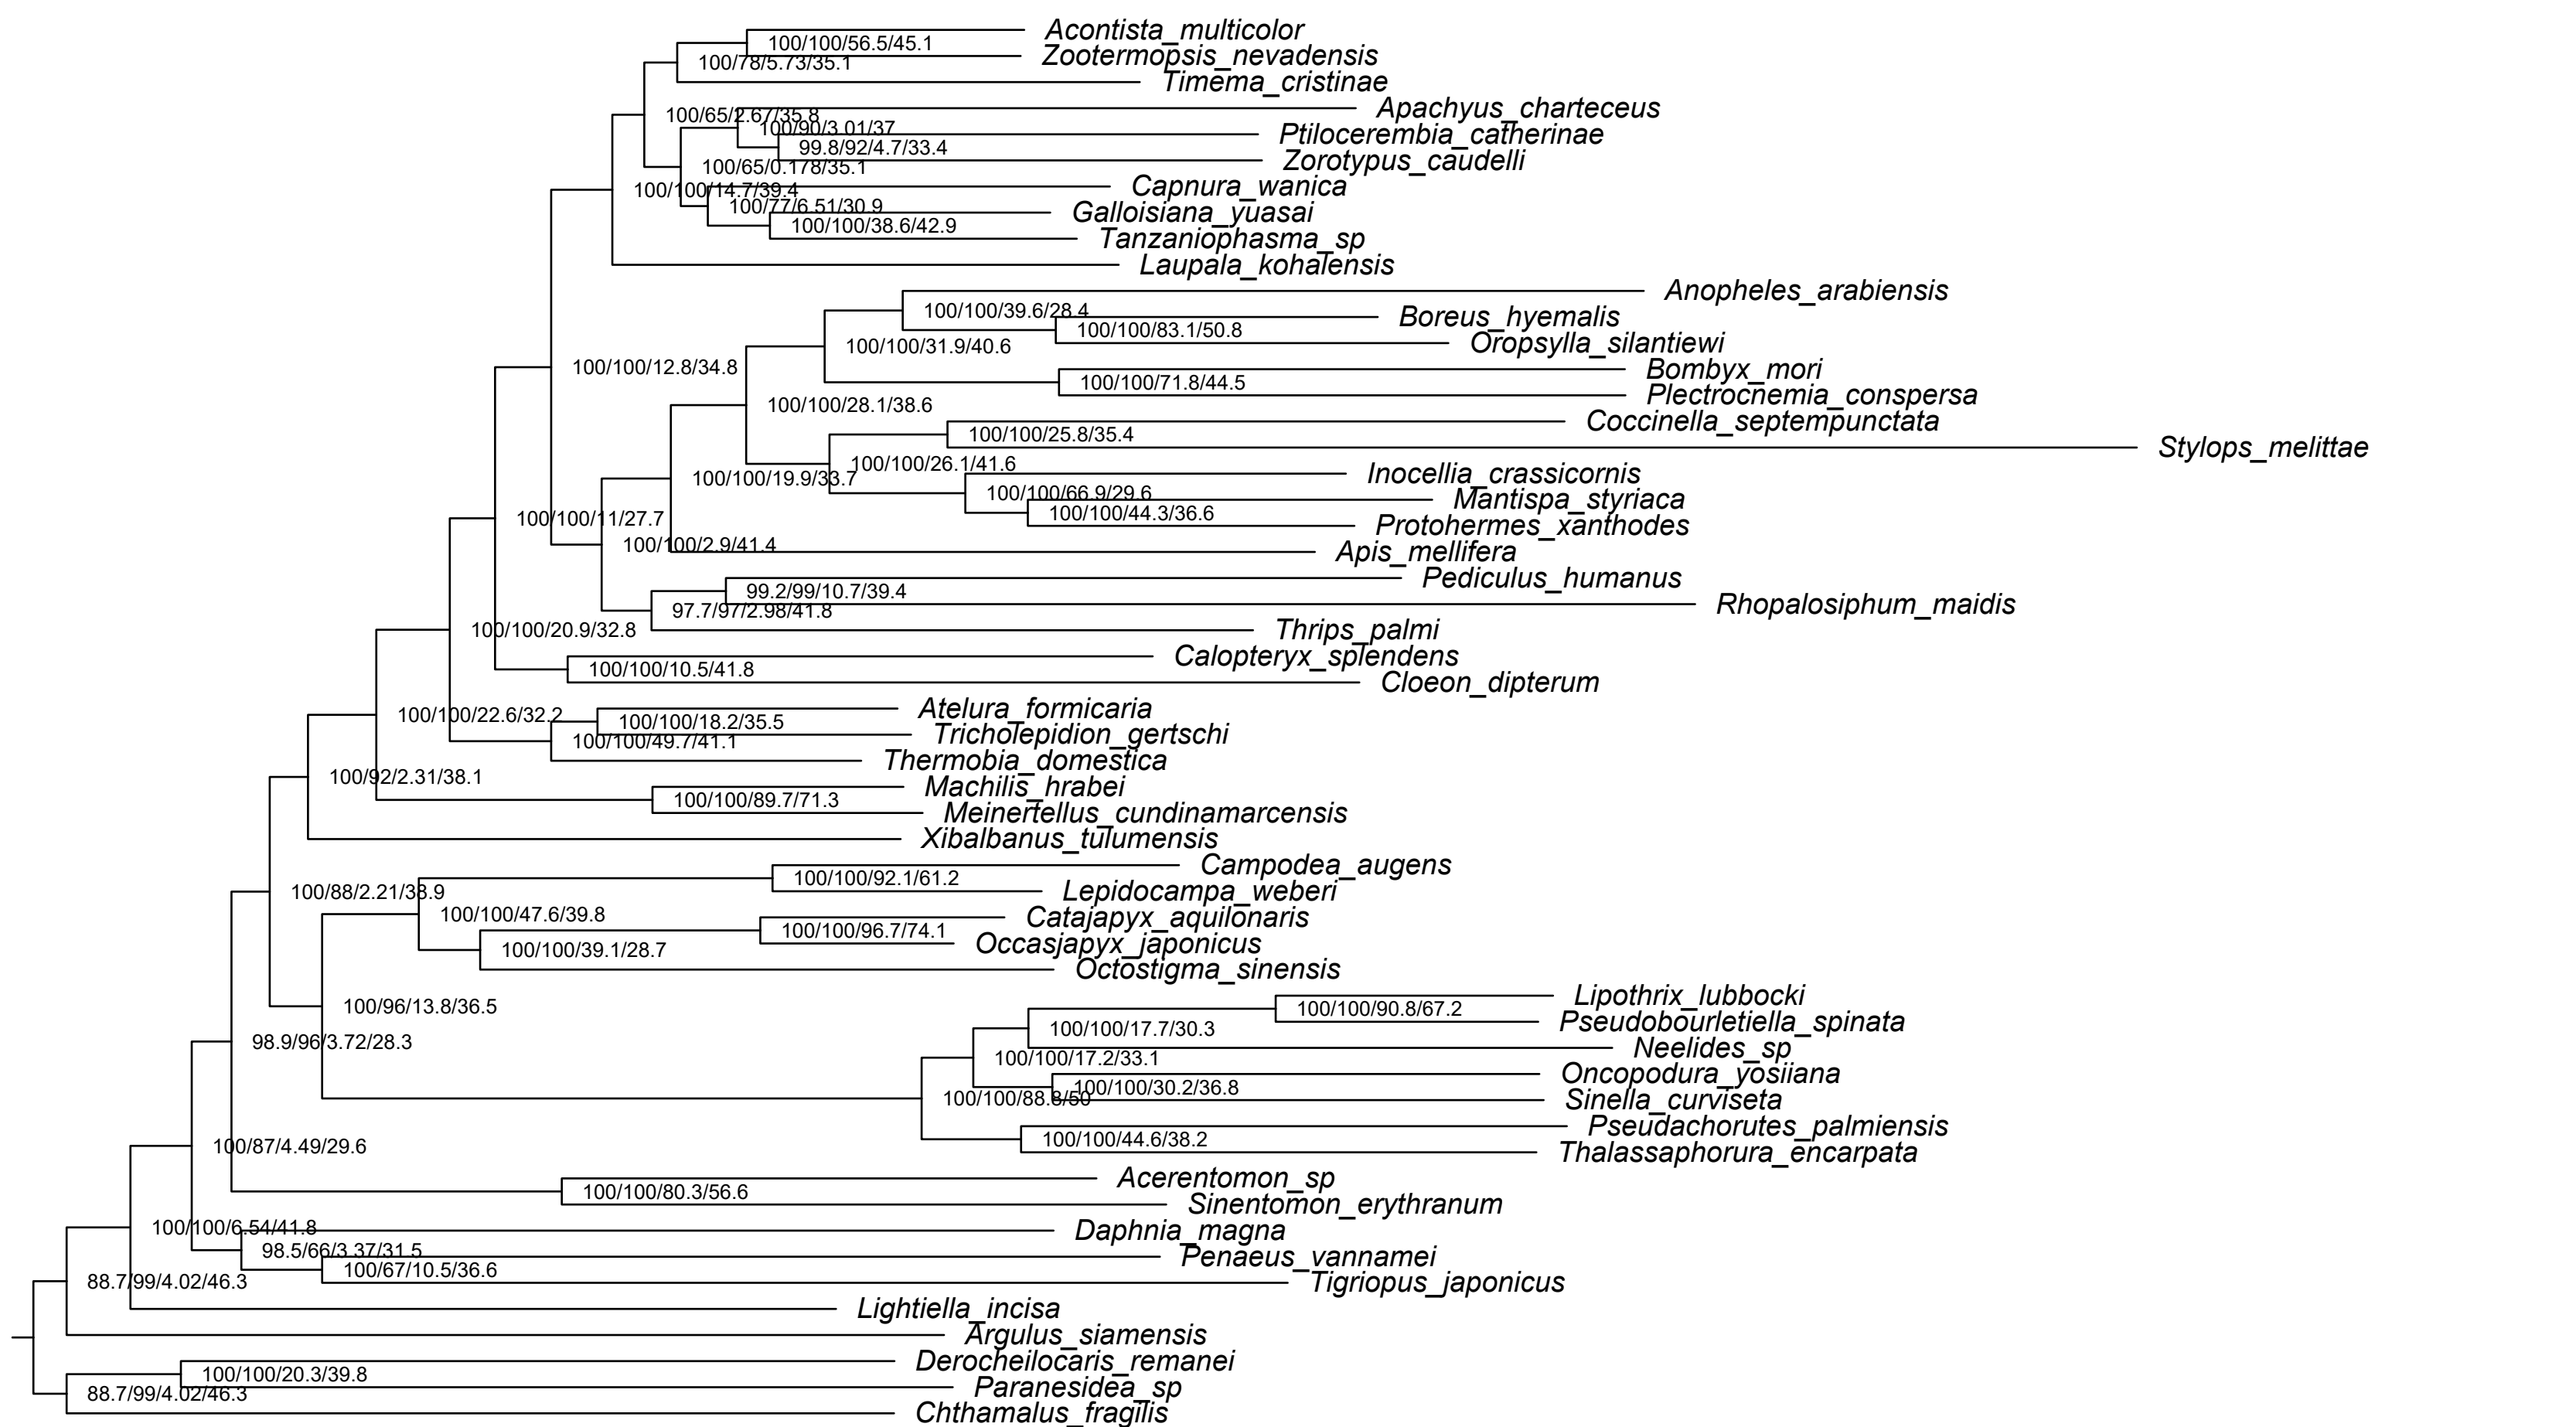 Acontista_multicolor
100/100/56.5/45.1
Zootermopsis_nevadensis
100/78/5.73/35.1
Timema_cristinae
Apachyus_charteceus
100/65/2.67/35.8
100/90/3.01/37
Ptilocerembia_catherinae
99.8/92/4.7/33.4
Zorotypus_caudelli
100/65/0.178/35.1
Capnura_wanica
100/100/14.7/39.4
100/77/6.51/30.9
Galloisiana_yuasai
100/100/38.6/42.9
Tanzaniophasma_sp
Laupala_kohalensis
Anopheles_arabiensis
100/100/39.6/28.4
Boreus_hyemalis
100/100/83.1/50.8
Oropsylla_silantiewi
100/100/31.9/40.6
100/100/12.8/34.8
Bombyx_mori
100/100/71.8/44.5
Plectrocnemia_conspersa
100/100/28.1/38.6
Coccinella_septempunctata
100/100/25.8/35.4
Stylops_melittae
100/100/26.1/41.6
Inocellia_crassicornis
100/100/19.9/33.7
100/100/66.9/29.6
Mantispa_styriaca
100/100/44.3/36.6
100/100/11/27.7
Protohermes_xanthodes
100/100/2.9/41.4
Apis_mellifera
Pediculus_humanus
99.2/99/10.7/39.4
Rhopalosiphum_maidis
97.7/97/2.98/41.8
100/100/20.9/32.8
Thrips_palmi
Calopteryx_splendens
100/100/10.5/41.8
Cloeon_dipterum
Atelura_formicaria
100/100/22.6/32.2
100/100/18.2/35.5
Tricholepidion_gertschi
100/100/49.7/41.1
Thermobia_domestica
100/92/2.31/38.1
Machilis_hrabei
100/100/89.7/71.3
Meinertellus_cundinamarcensis
Xibalbanus_tulumensis
Campodea_augens
100/100/92.1/61.2
100/88/2.21/38.9
Lepidocampa_weberi
100/100/47.6/39.8
Catajapyx_aquilonaris
100/100/96.7/74.1
Occasjapyx_japonicus
100/100/39.1/28.7
Octostigma_sinensis
Lipothrix_lubbocki
100/96/13.8/36.5
100/100/90.8/67.2
Pseudobourletiella_spinata
100/100/17.7/30.3
98.9/96/3.72/28.3
Neelides_sp
100/100/17.2/33.1
Oncopodura_yosiiana
100/100/30.2/36.8
100/100/88.8/50
Sinella_curviseta
Pseudachorutes_palmiensis
100/100/44.6/38.2
100/87/4.49/29.6
Thalassaphorura_encarpata
Acerentomon_sp
100/100/80.3/56.6
Sinentomon_erythranum
100/100/6.54/41.8
Daphnia_magna
98.5/66/3.37/31.5
Penaeus_vannamei
100/67/10.5/36.6
88.7/99/4.02/46.3
Tigriopus_japonicus
Lightiella_incisa
Argulus_siamensis
Derocheilocaris_remanei
100/100/20.3/39.8
Paranesidea_sp
88.7/99/4.02/46.3
Chthamalus_fragilis